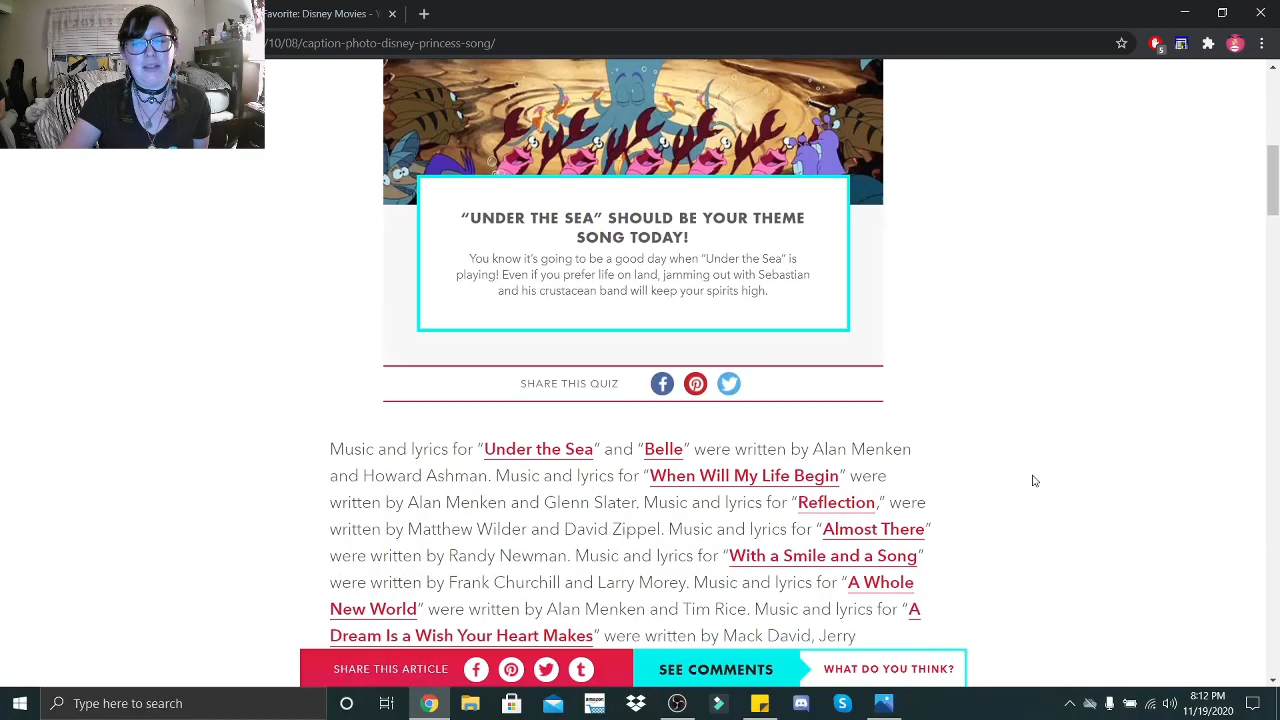 Favorite: Disney Movies - Y
/10/08/caption-photo-disney-princess-song/
5
“UNDER THE SEA” SHOULD BE YOUR THEME
SONG TODAY!
You know it’s going to be a good day when “Under the Sea” is
playing! Even if you prefer life on land, jamming out with Sebastian
and his crustacean band will keep your spirits high.
SHARE THIS QUIZ
Music and lyrics for “Under the Sea” and “Belle” were written by Alan Menken
and Howard Ashman. Music and lyrics for “When Will My Life Begin” were
written by Alan Menken and Glenn Slater. Music and lyrics for “Reflection,” were
written by Matthew Wilder and David Zippel. Music and lyrics for “Almost There”
were written by Randy Newman. Music and lyrics for “With a Smile and a Song”
were written by Frank Churchill and Larry Morey. Music and lyrics for “A Whole
New World” were written by Alan Menken and Tim Rice. Music and lyrics for “A
Dream Is a Wish Your Heart Makes” were written by Mack David, Jerry
SHARE THIS ARTICLE
SEE COMMENTS
WHAT DO YOU THINK?
Type here to search
amazon
8:12 PM
11/19/2020